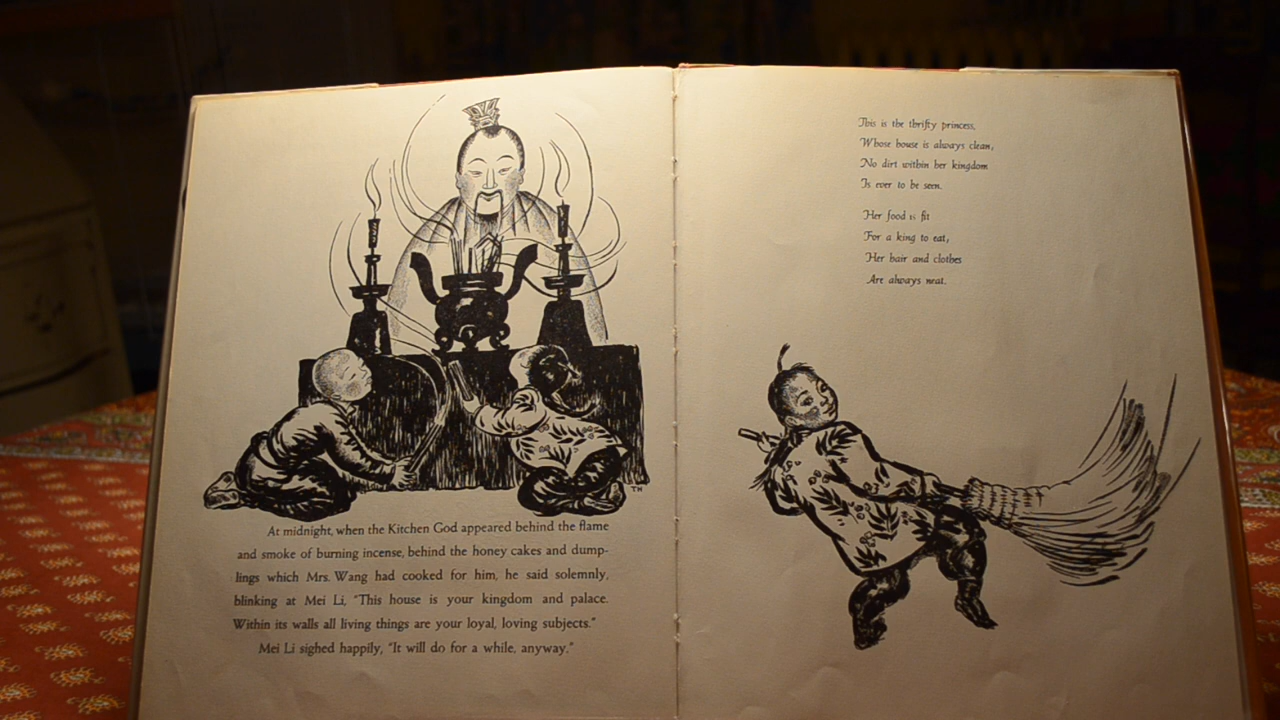 TH
At midnight, when the Kitchen God appeared behind the flame
and smoke of burning incense, behind the honey cakes and dump-
lings which Mrs. Wang had cooked for him, he said solemnly,
blinking at Mei Li, "This house is your kingdom and palace.
Within its walls all living things are your loyal, loving subjects."
Mei Li sighed happily, "It will do for a while, anyway."
This is the thrifty princess,
Whose house is always clean,
No dirt within her kingdom
Is ever to be seen.
Her food is fit
For a king to eat,
Her hair and clothes
Are always neat.